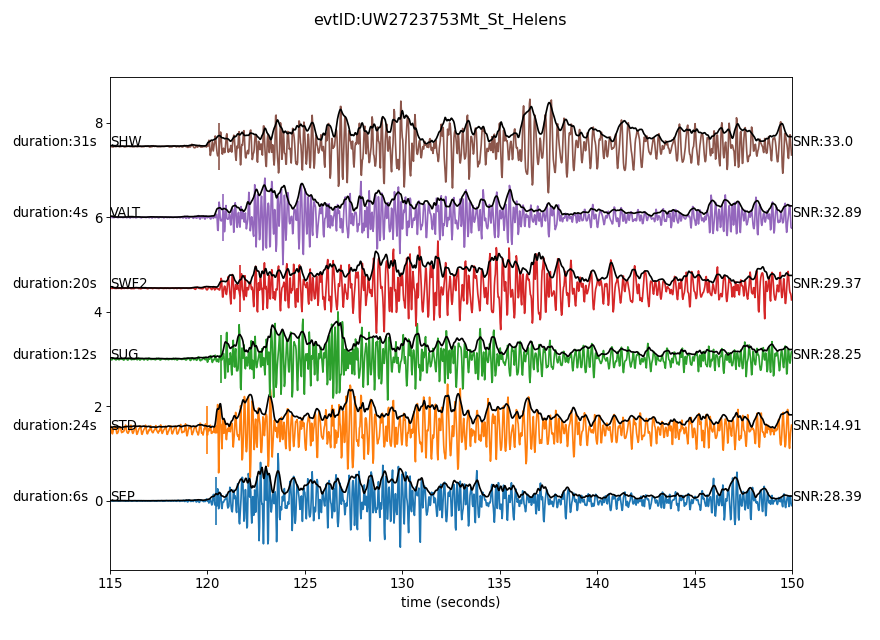 evtID:UW2723753Mt_St_Helens
8
duration:31s SHW SNR:33.0
duration:4s VALT SNR:32.89
6
duration:20s SWF2 SNR:29.37
4
duration:12s SUG SNR:28.25
2
duration:24s STD SNR:14.91
duration:6s SEP SNR:28.39
0
115 120 125 130 135 140 145 150
time (seconds)